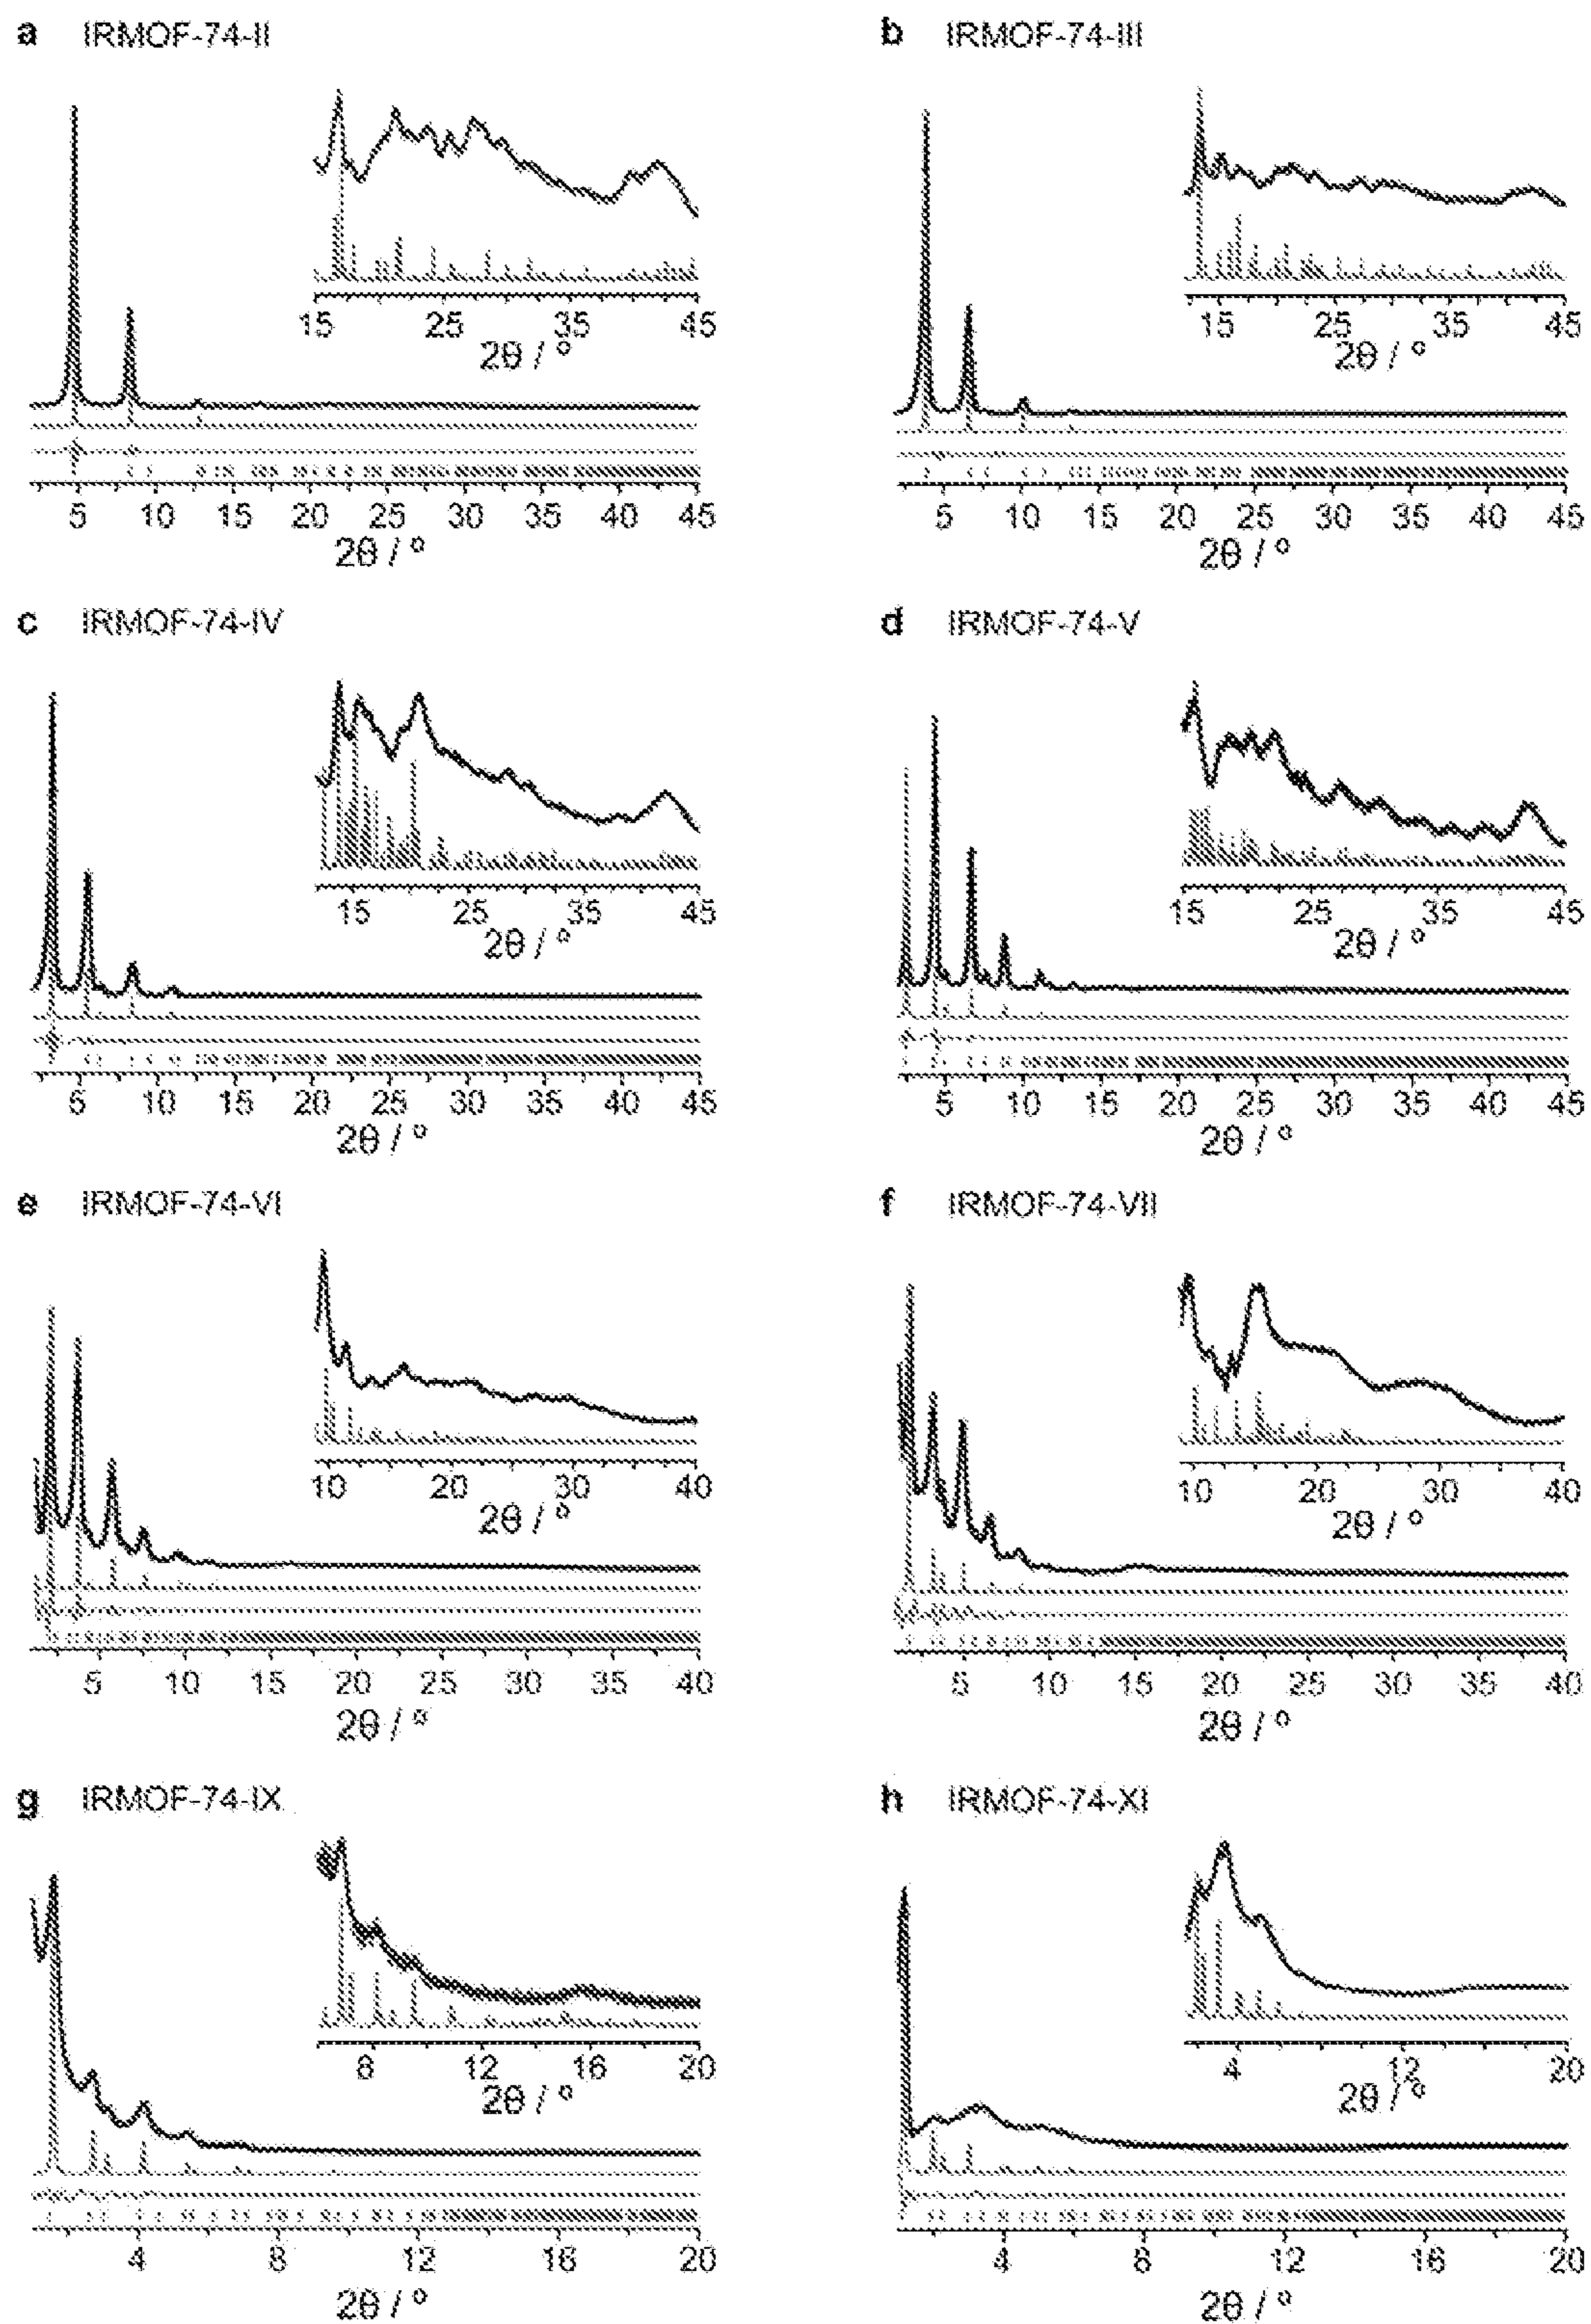 a IRMOF-74-II
15 25 35 45
2θ / º
5 10 15 20 25 30 35 40 45
2θ / º
b IRMOF-74-III
15 25 35 45
2θ / º
5 10 15 20 25 30 35 40 45
2θ / º
c IRMOF-74-IV
15 25 35 45
2θ / º
5 10 15 20 25 30 35 40 45
2θ / º
d IRMOF-74-V
15 25 35 45
2θ / º
5 10 15 20 25 30 35 40 45
2θ / º
e IRMOF-74-VI
10 20 30 40
2θ / º
5 10 15 20 25 30 35 40
2θ / º
f IRMOF-74-VII
10 20 30 40
2θ / º
5 10 15 20 25 30 35 40
2θ / º
g IRMOF-74-IX
8 12 16 20
2θ / º
4 8 12 16 20
2θ / º
h IRMOF-74-XI
4 12 20
2θ / º
4 8 12 16 20
2θ / º